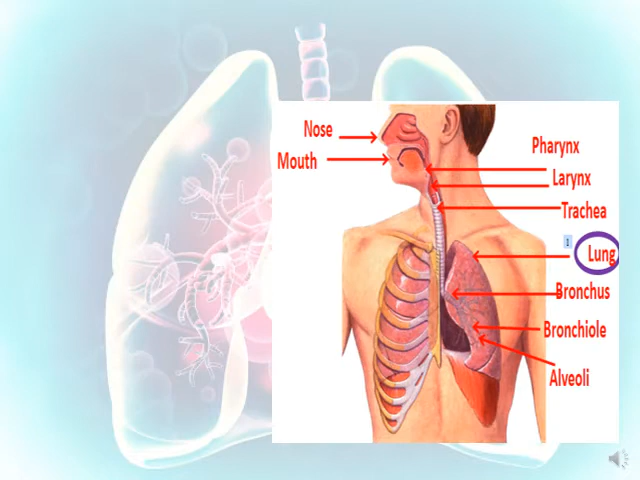 Nose
Mouth
Pharynx
Larynx
Trachea
Lung
Bronchus
Bronchiole
Alveoli